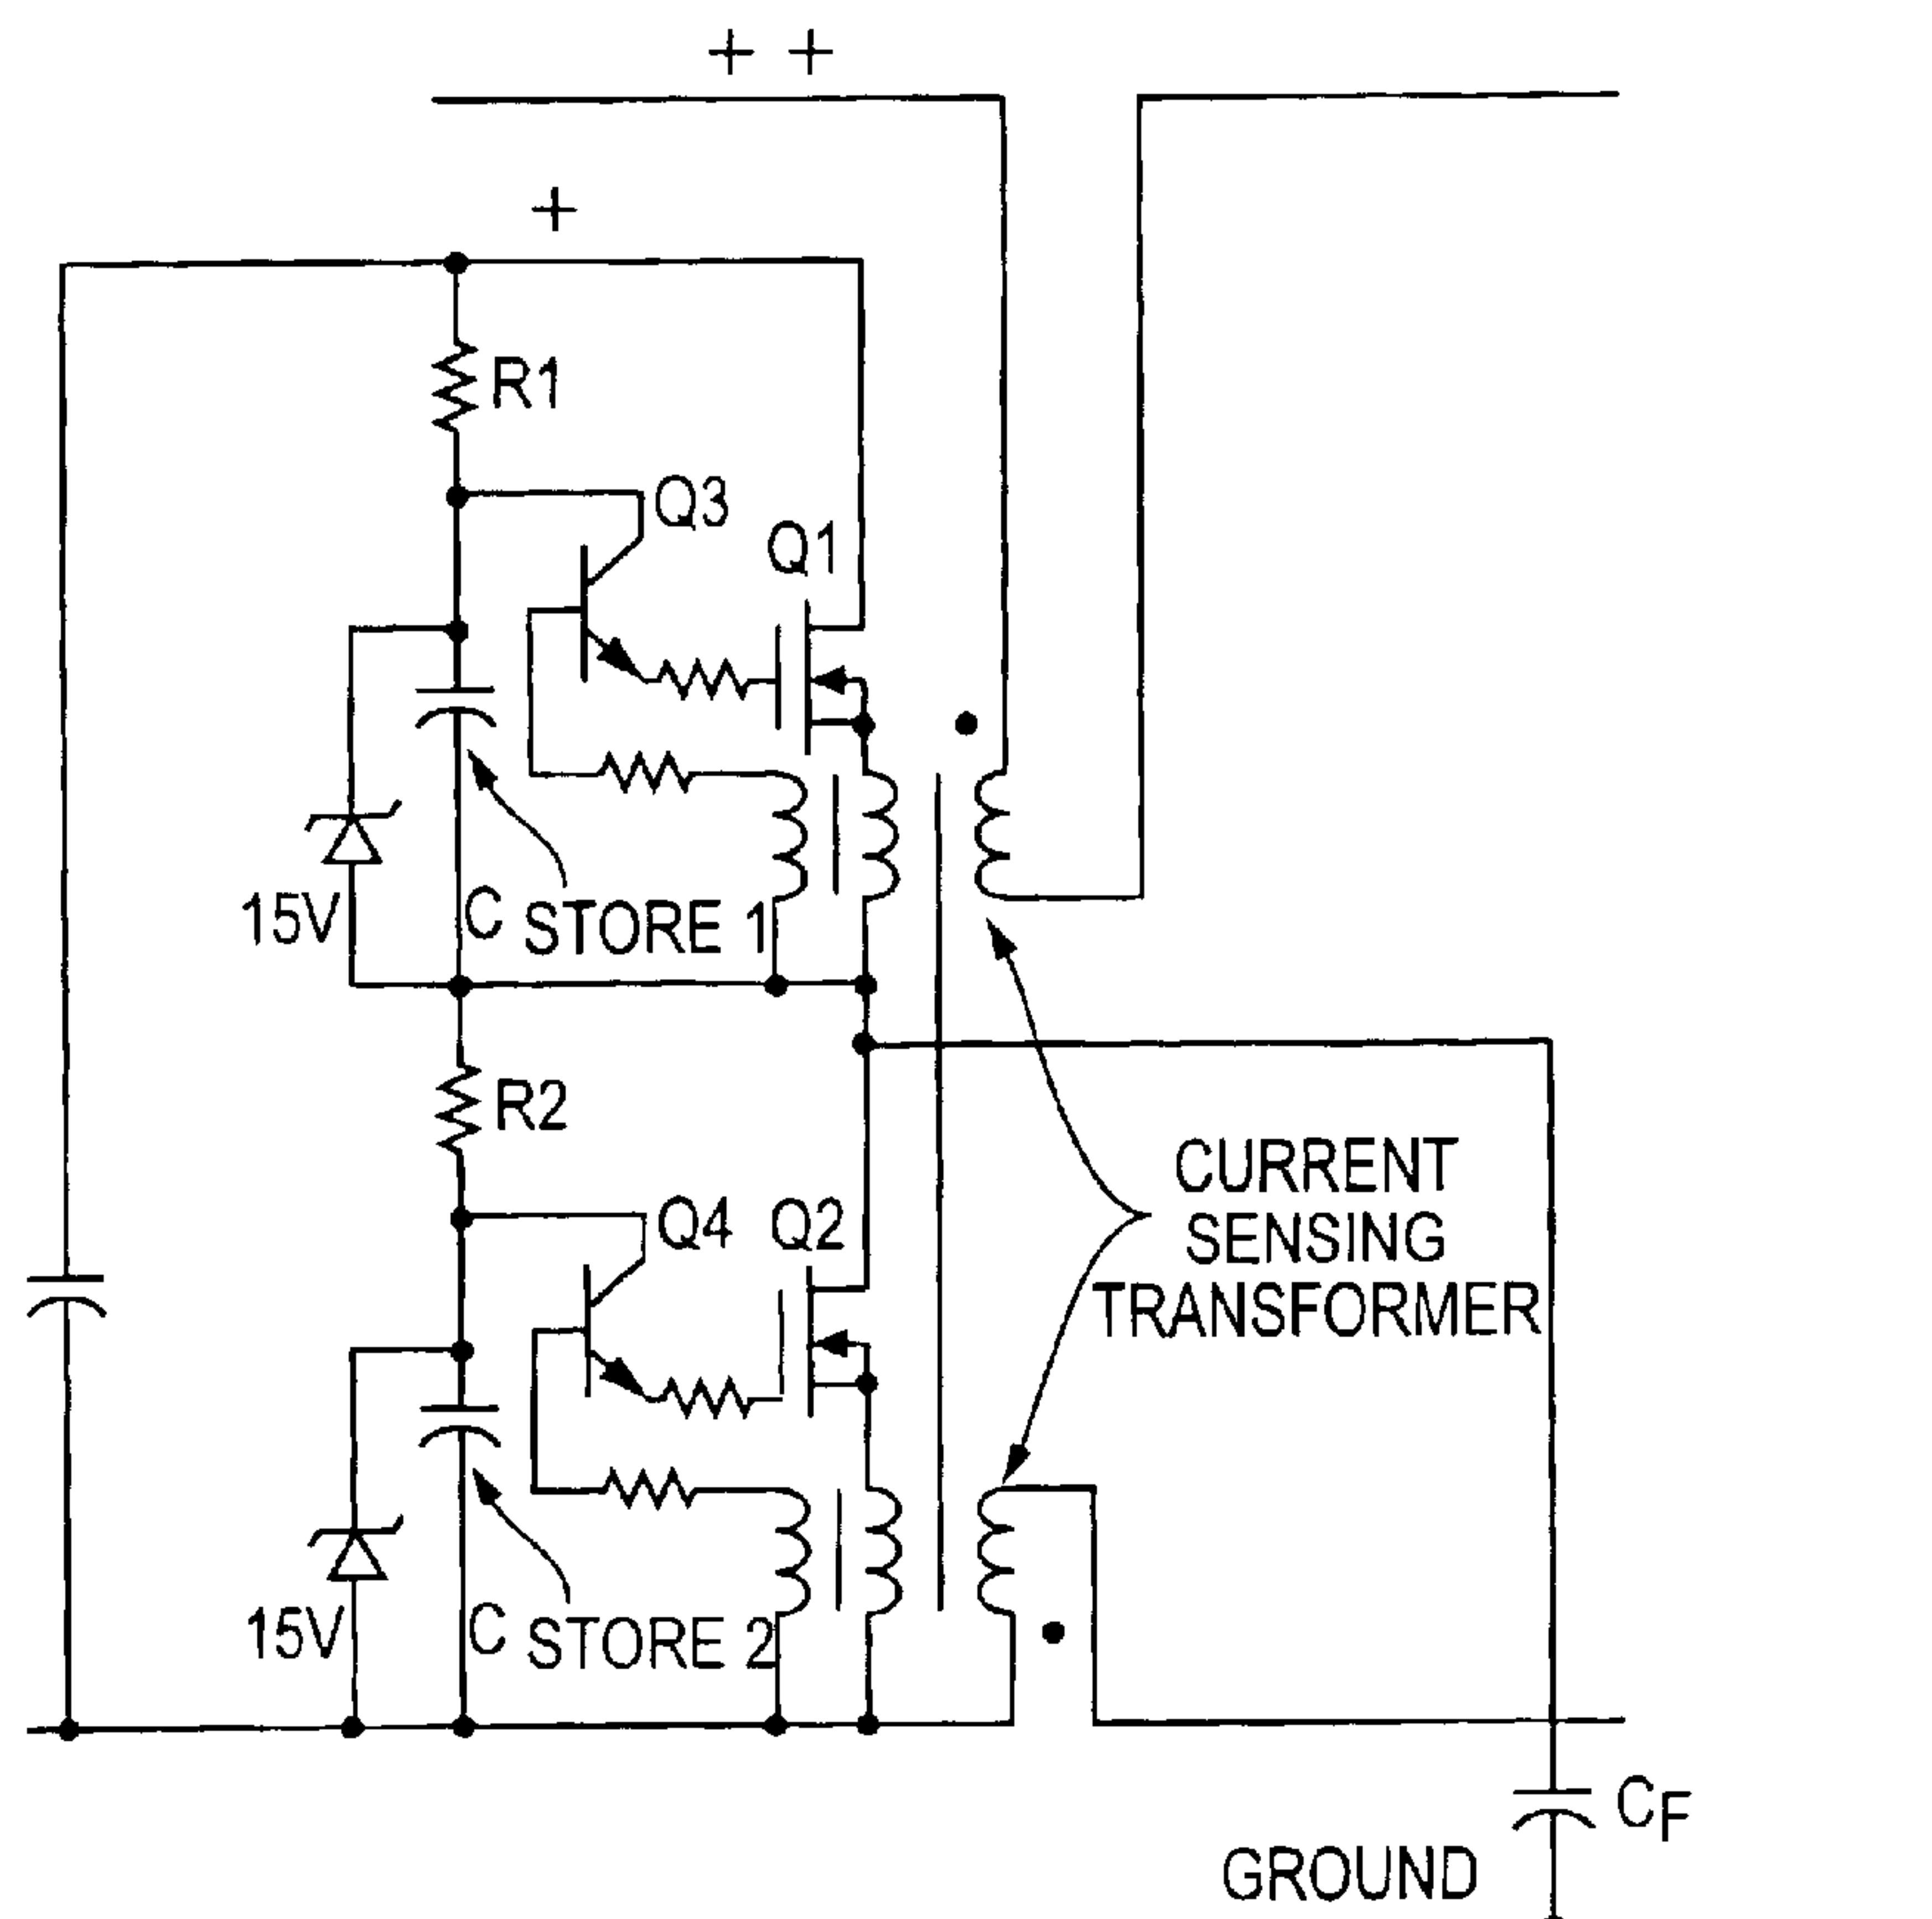 + +
+
R1
Q3
Q1
15V
C STORE 1
R2
CURRENT
SENSING
TRANSFORMER
Q4
Q2
15V
C STORE 2
CF
GROUND